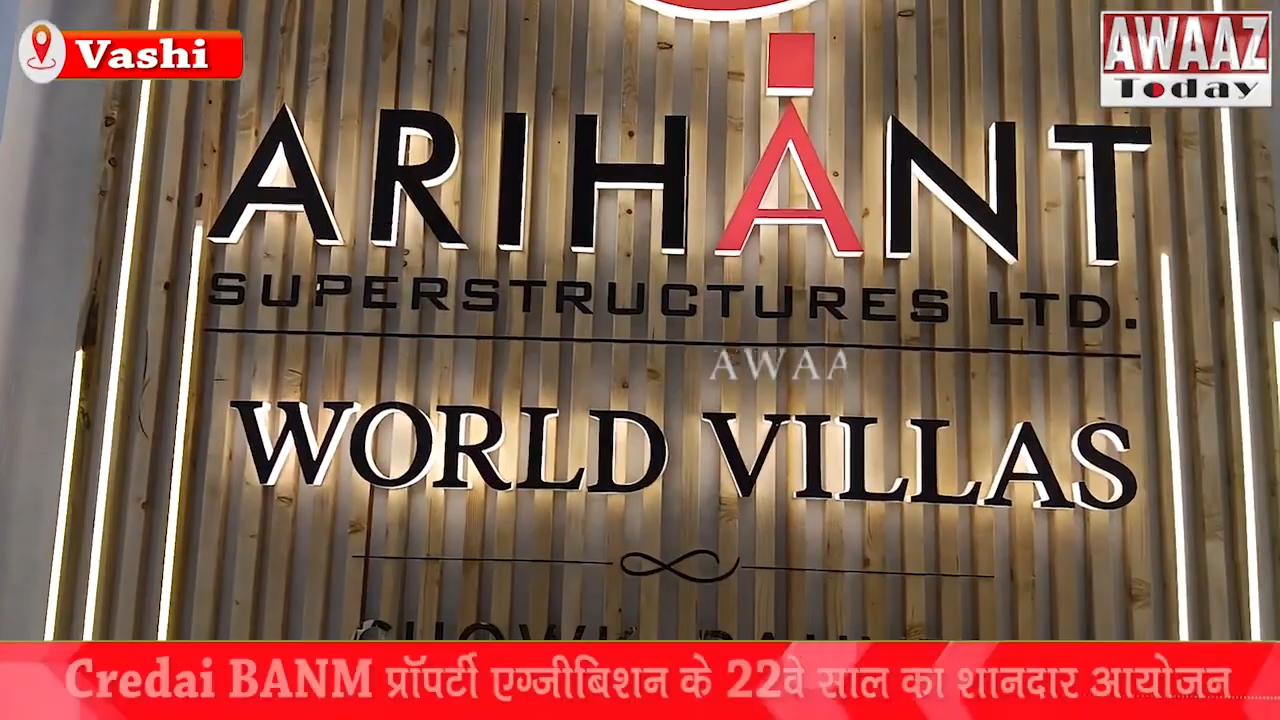 Vashi
AWAAZ
Today
ARIHANT
SUPERSTRUCTURES LTD.
AWAA
WORLD VILLAS
Credai BANM प्रॉपर्टी एग्जीबिशन के 22वे साल का शानदार आयोजन